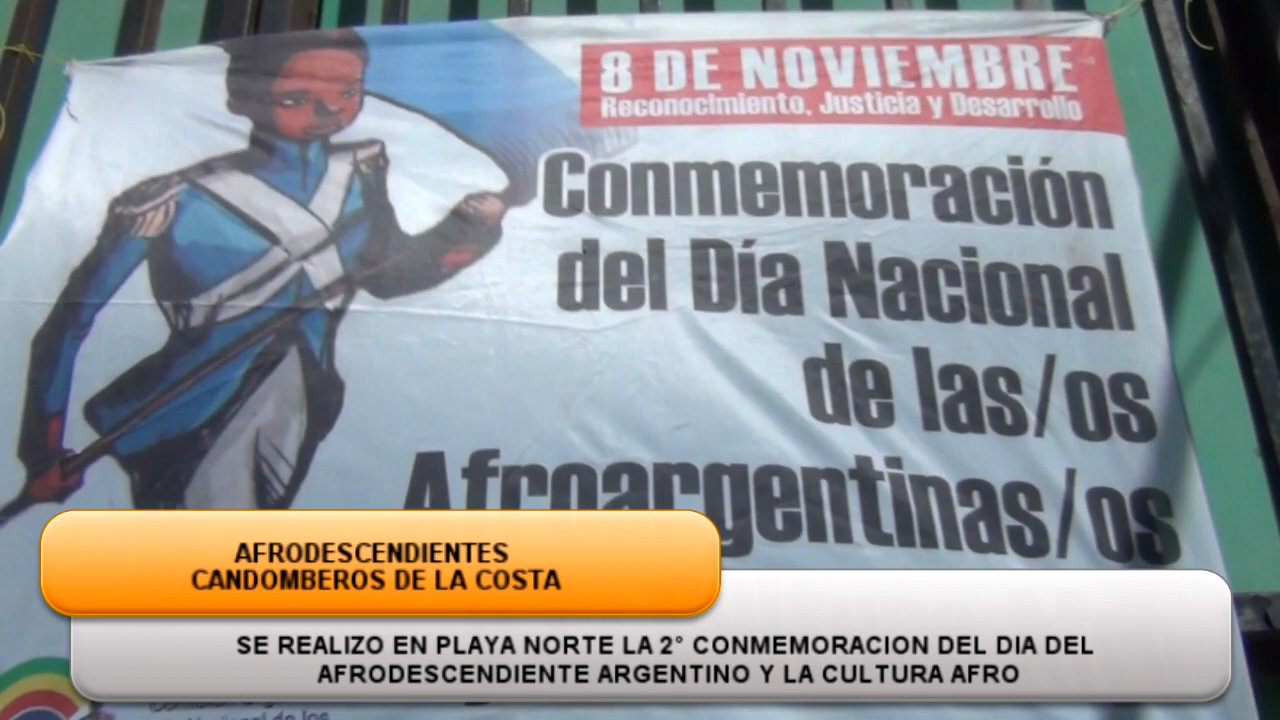 8 DE NOVIEMBRE
Reconocimiento, Justicia y Desarrollo
Conmemoración
del Día Nacional
de las/os
Afroargentinas/os
AFRODESCENDIENTES
CANDOMBEROS DE LA COSTA
SE REALIZO EN PLAYA NORTE LA 2° CONMEMORACION DEL DIA DEL
AFRODESCENDIENTE ARGENTINO Y LA CULTURA AFRO